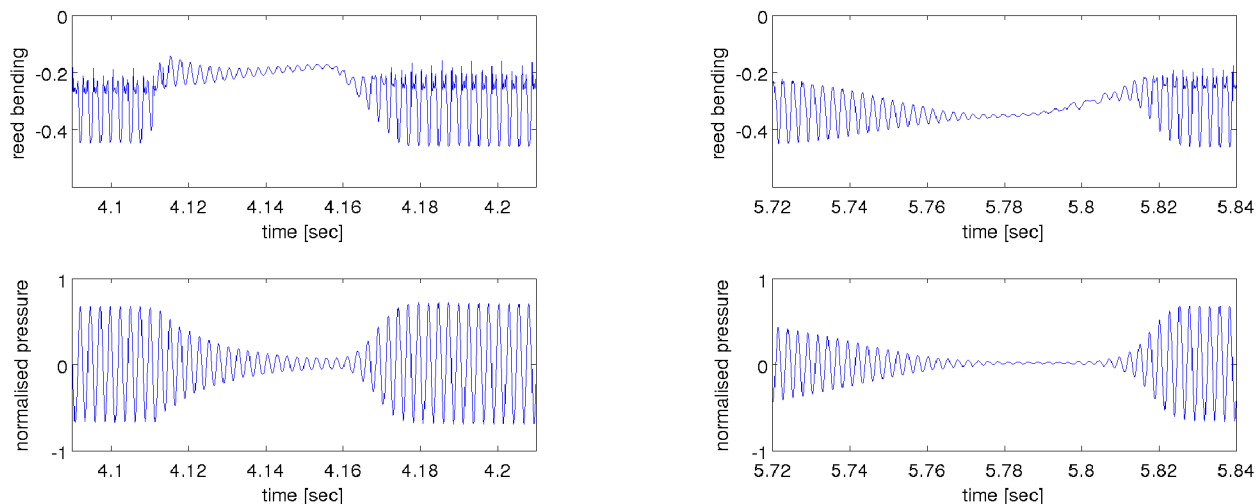 0
-0.2
-0.4
reed bending
4.1 4.12 4.14 4.16 4.18 4.2
time [sec]
0
-0.2
-0.4
reed bending
5.72 5.74 5.76 5.78 5.8 5.82 5.84
time [sec]
1
0
-1
normalised pressure
4.1 4.12 4.14 4.16 4.18 4.2
time [sec]
1
0
-1
normalised pressure
5.72 5.74 5.76 5.78 5.8 5.82 5.84
time [sec]